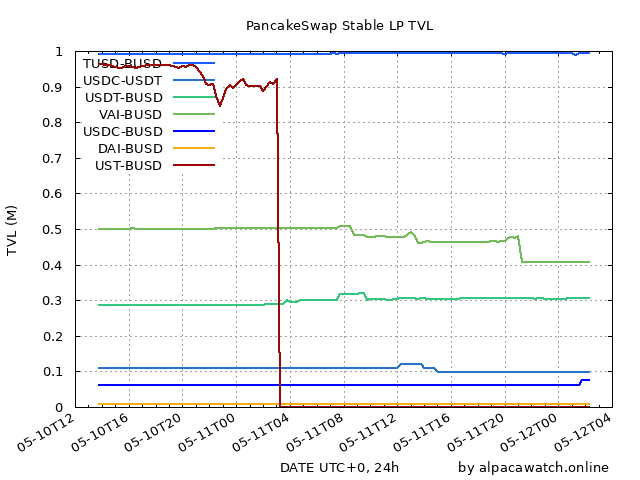 PancakeSwap Stable LP TVL
TVL (M)
1
0.9
0.8
0.7
0.6
0.5
0.4
0.3
0.2
0.1
0
TUSD-BUSD
USDC-USDT
USDT-BUSD
VAI-BUSD
USDC-BUSD
DAI-BUSD
UST-BUSD
05-10T12
05-10T16
05-10T20
05-11T00
05-11T04
05-11T08
05-11T12
05-11T16
05-11T20
05-12T00
05-12T04
DATE UTC+0, 24h
by alpacawatch.online